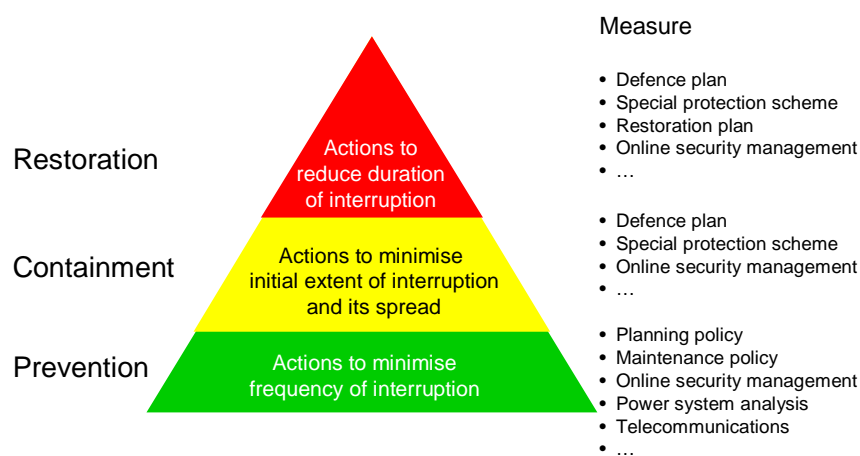 Measure
Restoration
Actions to
reduce duration
of interruption
• Defence plan
• Special protection scheme
• Restoration plan
• Online security management
• …
Containment
Actions to minimise
initial extent of interruption
and its spread
• Defence plan
• Special protection scheme
• Online security management
• …
Prevention
Actions to minimise
frequency of interruption
• Planning policy
• Maintenance policy
• Online security management
• Power system analysis
• Telecommunications
• …